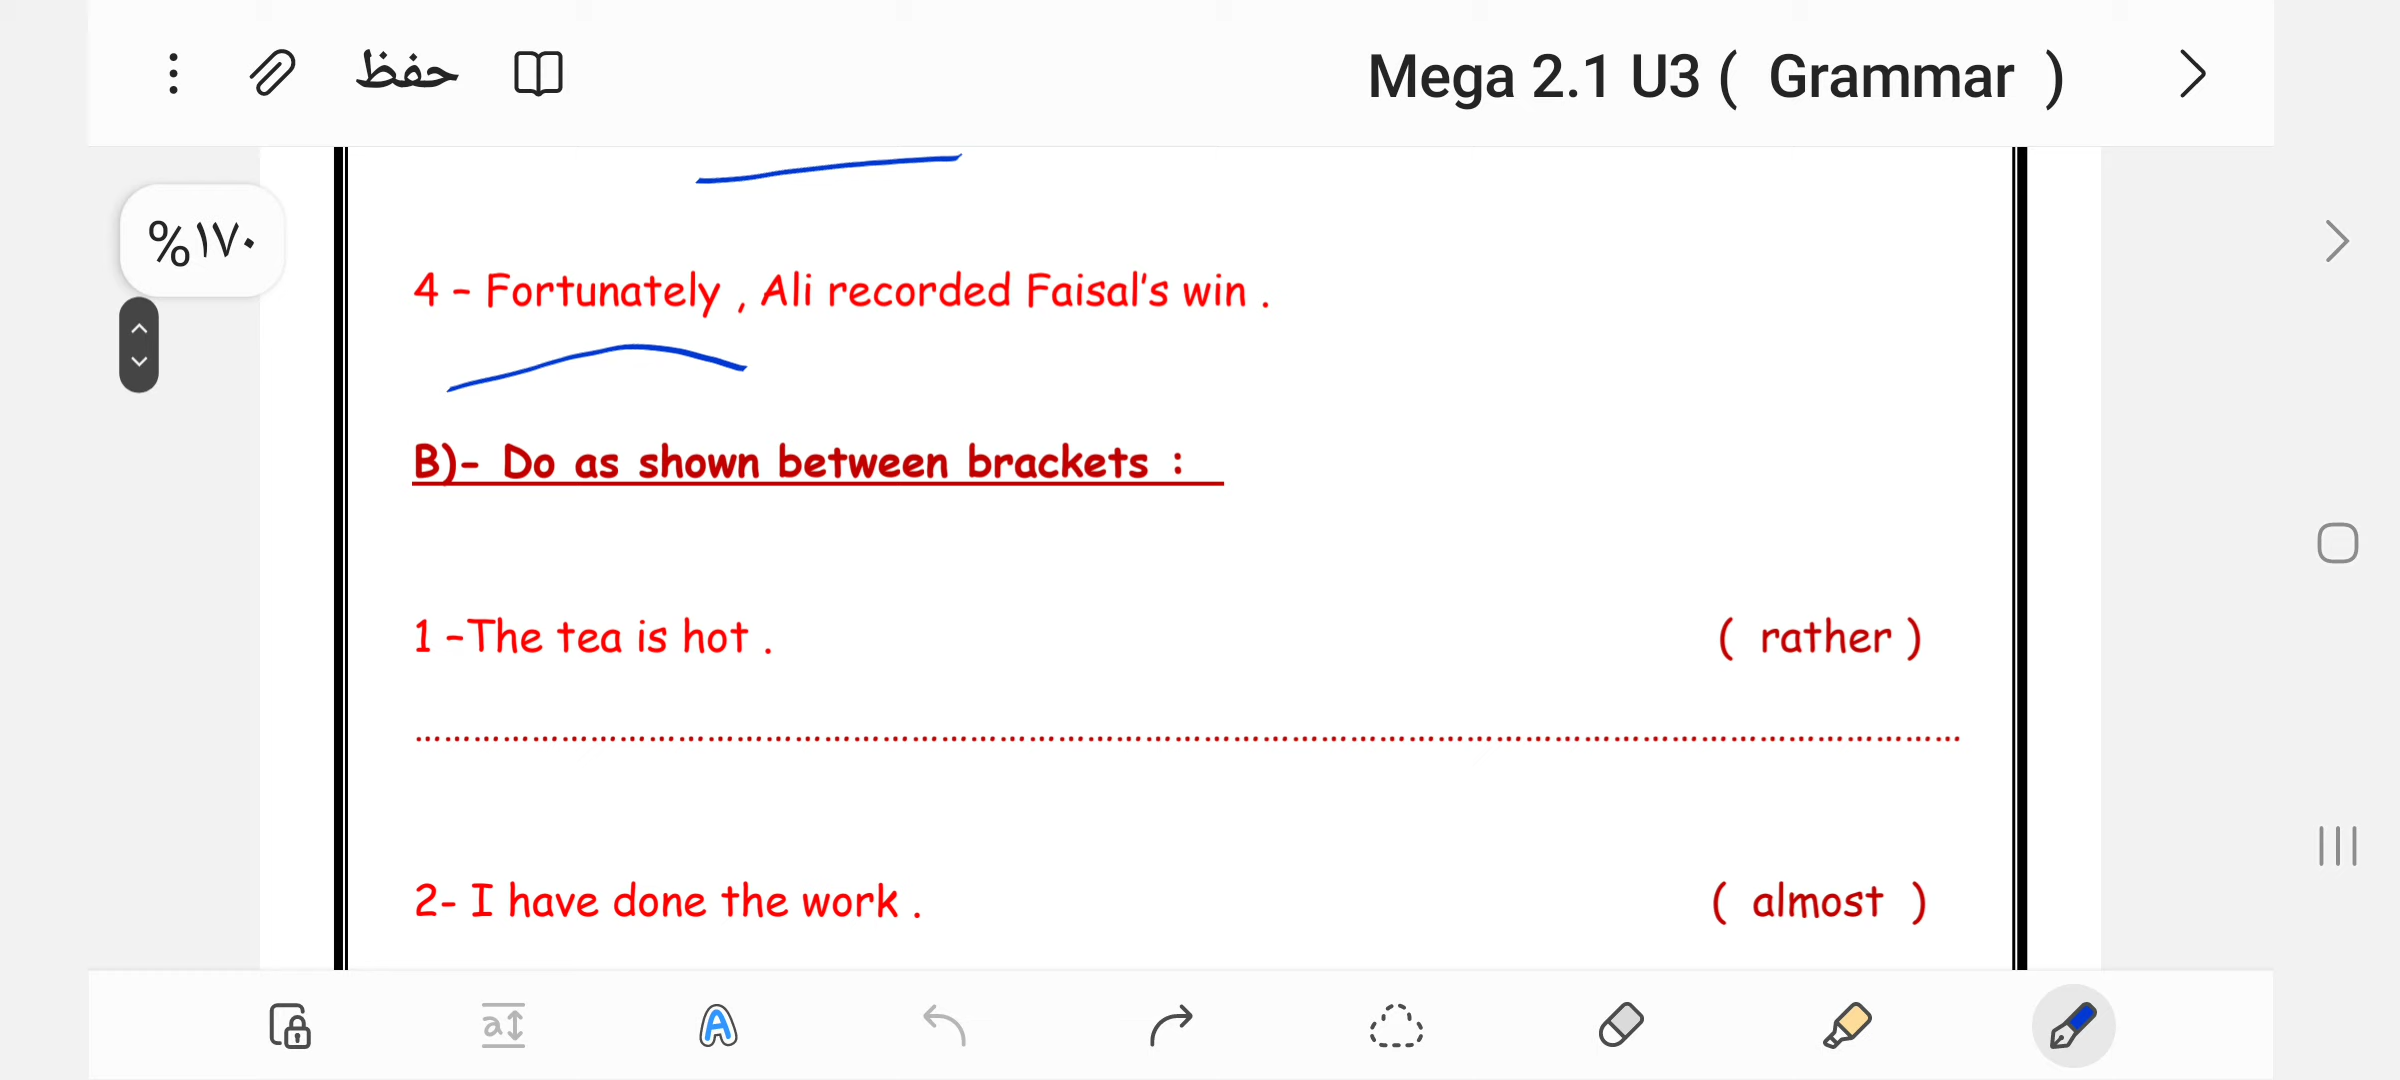 حفظ
Mega 2.1 U3 ( Grammar )
%١٧٠
4 - Fortunately , Ali recorded Faisal's win .
B)- Do as shown between brackets :
1 -The tea is hot . ( rather )
........................................................................................................................
2- I have done the work . ( almost )
a
A